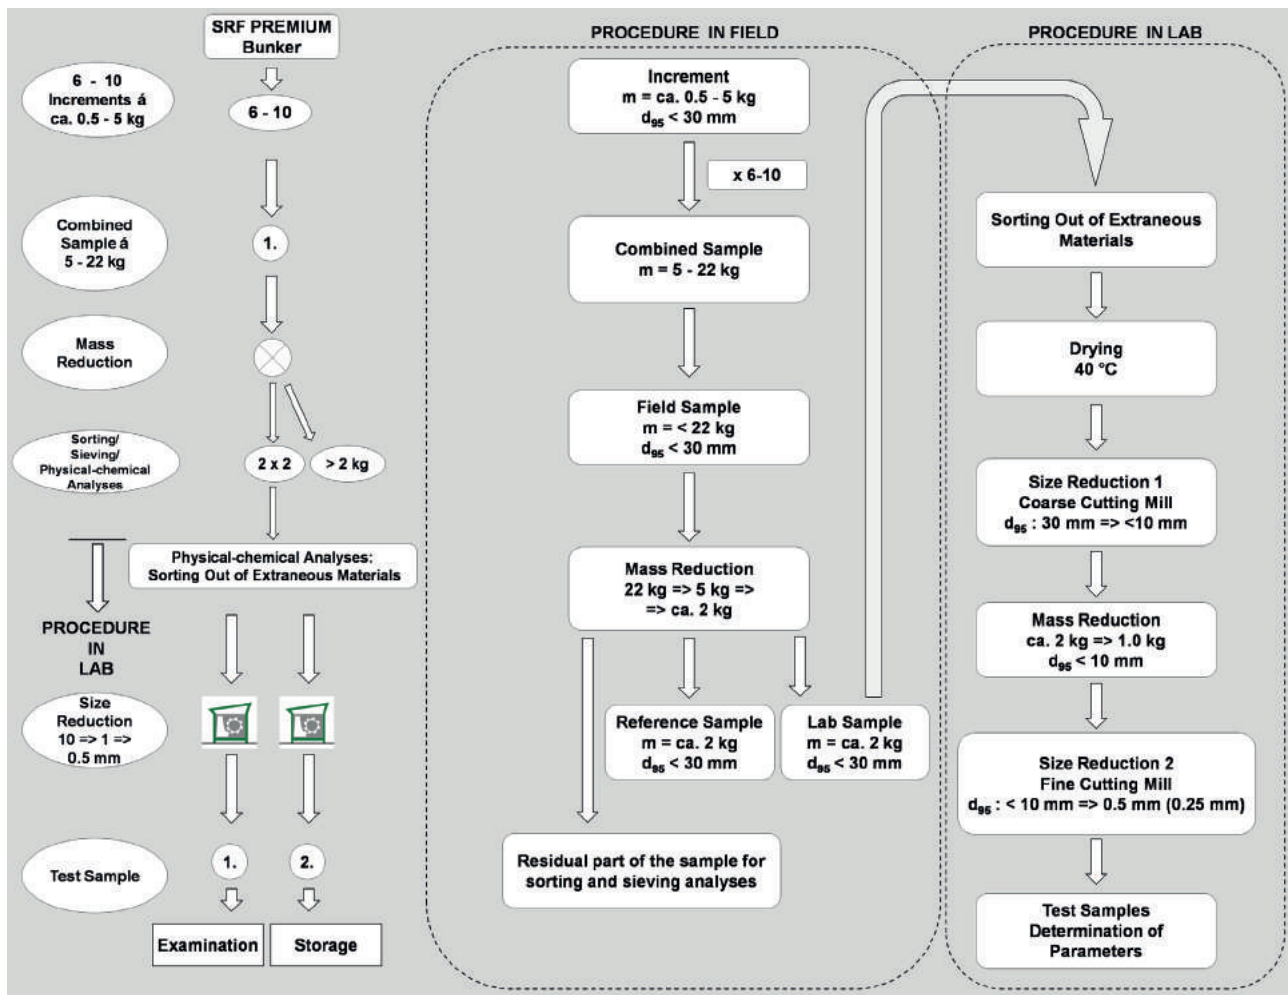 SRF PREMIUM
Bunker
6 - 10
Increments á
ca. 0.5 - 5 kg
6 - 10
Combined
Sample á
5 - 22 kg
1.
Mass
Reduction
Sorting/
Sieving/
Physical-chemical
Analyses
2 x 2
> 2 kg
Physical-chemical Analyses:
Sorting Out of Extraneous Materials
PROCEDURE
IN
LAB
Size
Reduction
10 => 1 =>
0.5 mm
Test Sample
1.
2.
Examination
Storage
PROCEDURE IN FIELD
Increment
m = ca. 0.5 - 5 kg
d95 < 30 mm
x 6-10
Combined Sample
m = 5 - 22 kg
Field Sample
m = < 22 kg
d95 < 30 mm
Mass Reduction
22 kg => 5 kg =>
=> ca. 2 kg
Reference Sample
m = ca. 2 kg
d95 < 30 mm
Lab Sample
m = ca. 2 kg
d95 < 30 mm
Residual part of the sample for
sorting and sieving analyses
PROCEDURE IN LAB
Sorting Out of Extraneous
Materials
Drying
40 °C
Size Reduction 1
Coarse Cutting Mill
d95 : 30 mm => <10 mm
Mass Reduction
ca. 2 kg => 1.0 kg
d95 < 10 mm
Size Reduction 2
Fine Cutting Mill
d95 : < 10 mm => 0.5 mm (0.25 mm)
Test Samples
Determination of
Parameters